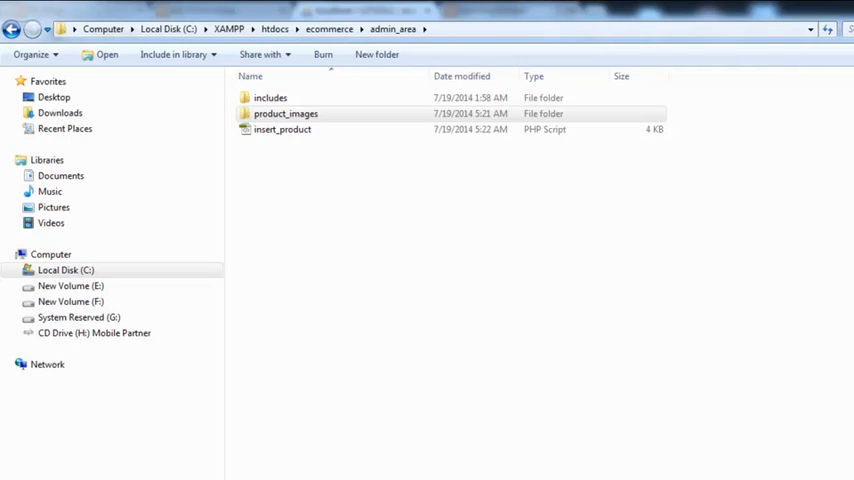 Computer Local Disk (C:) XAMPP htdocs ecommerce admin_area
Organize Open Include in library Share with Burn New folder
Name Date modified Type Size
Favorites
Desktop
Downloads
Recent Places
Libraries
Documents
Music
Pictures
Videos
Computer
Local Disk (C:)
New Volume (E:)
New Volume (F:)
System Reserved (G:)
CD Drive (H:) Mobile Partner
Network
includes 7/19/2014 1:58 AM File folder
product_images 7/19/2014 5:21 AM File folder
insert_product 7/19/2014 5:22 AM PHP Script 4 KB